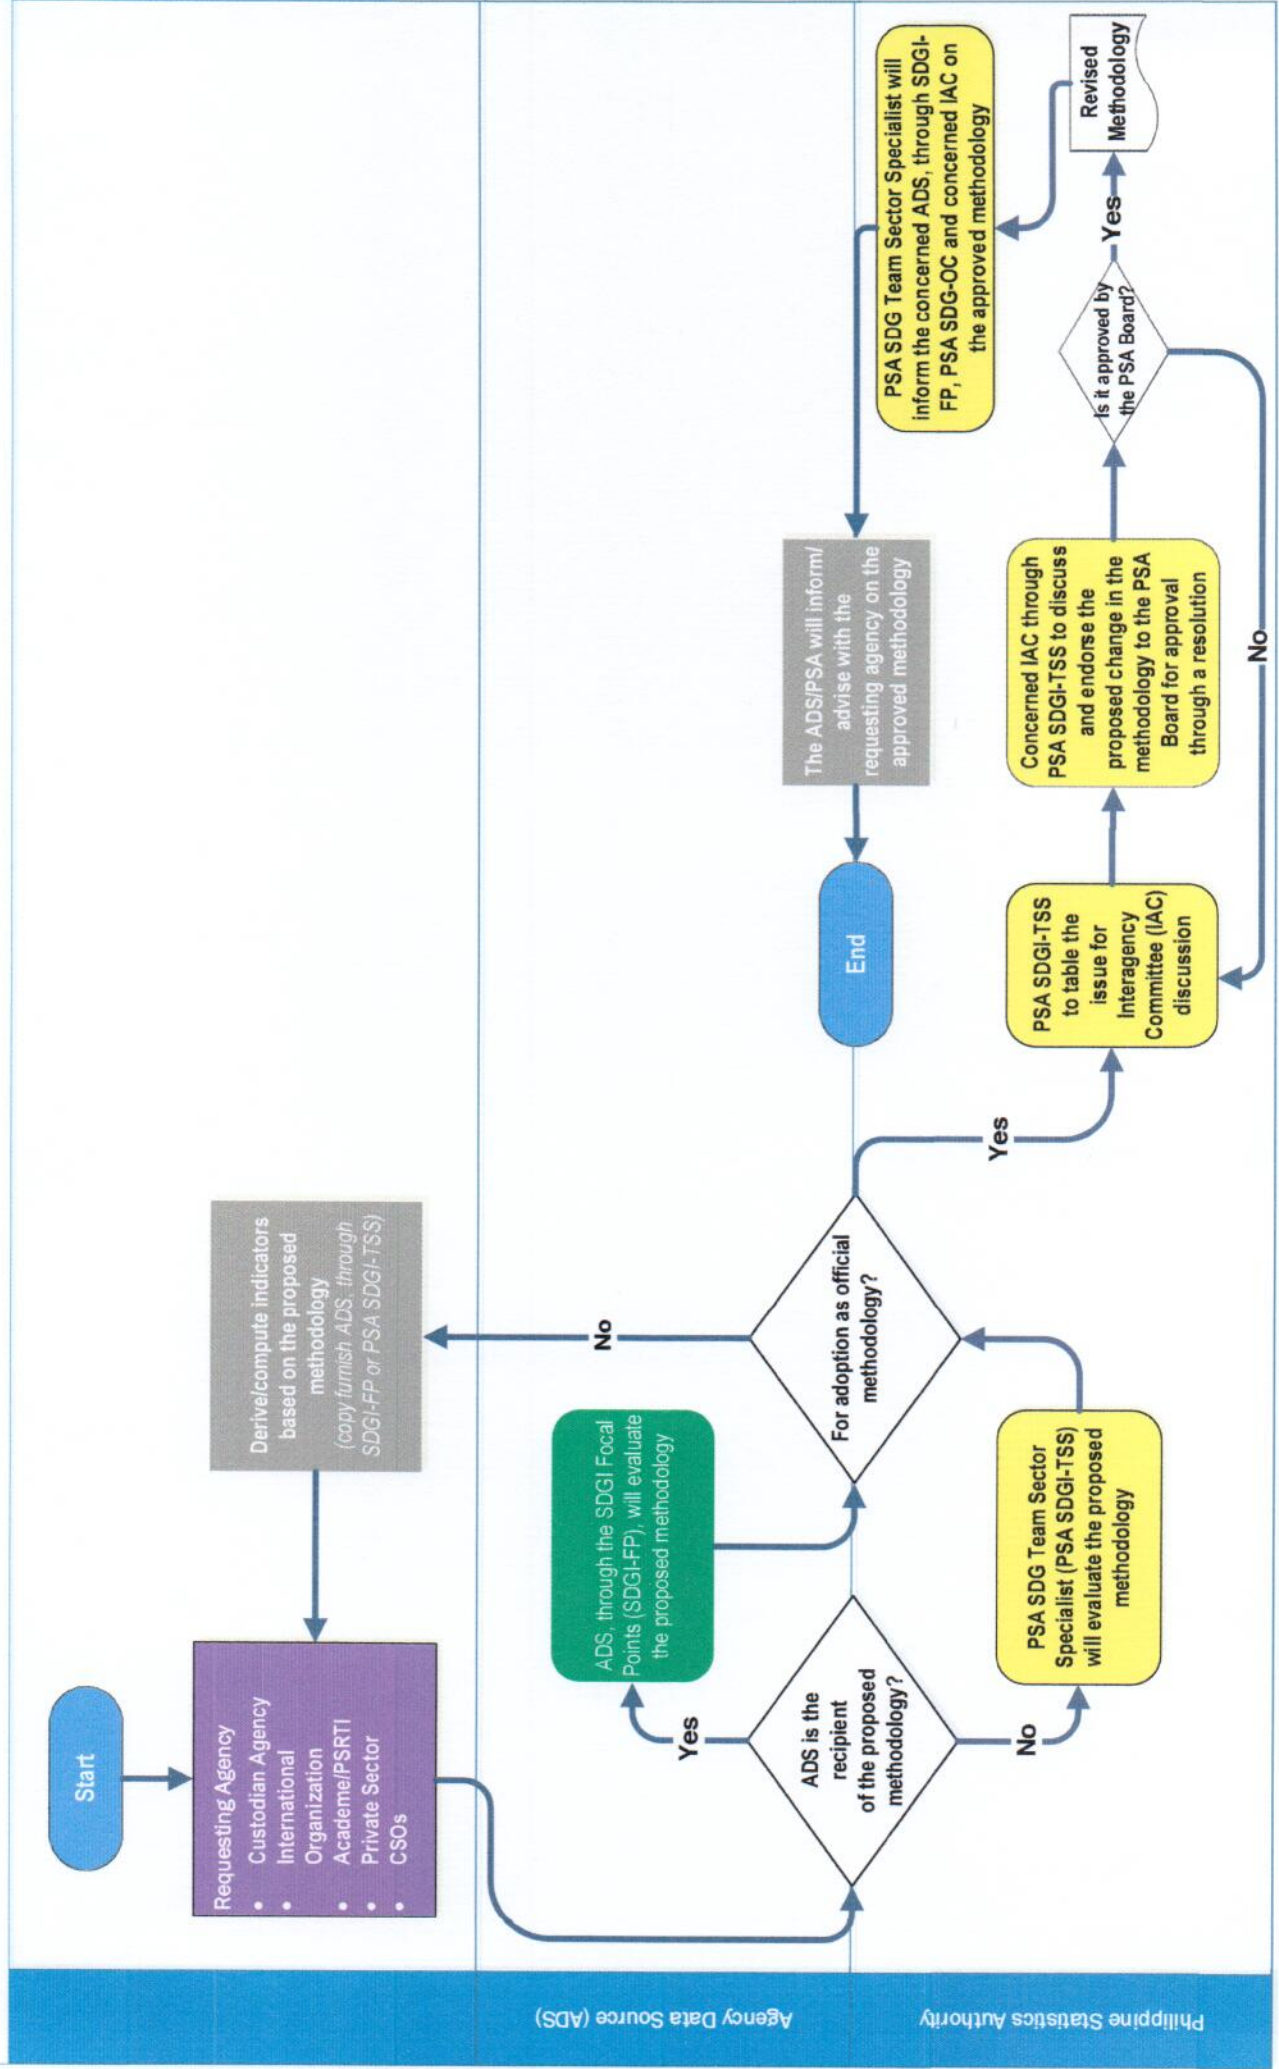 Start
Requesting Agency
• Custodian Agency
• International
Organization
• Academe/PSRTI
• Private Sector
• CSOs
Derive/compute indicators
based on the proposed
methodology
(copy furnish ADS, through
SDGI-FP or PSA SDGI-TSS)
Agency Data Source (ADS)
ADS is the
recipient
of the proposed
methodology?
Yes
No
ADS, through the SDGI Focal
Points (SDGI-FP), will evaluate
the proposed methodology
PSA SDG Team Sector
Specialist (PSA SDGI-TSS)
will evaluate the proposed
methodology
For adoption as official
methodology?
No
Yes
End
The ADS/PSA will inform/
advise with the
requesting agency on the
approved methodology
Philippine Statistics Authority
PSA SDGI-TSS
to table the
issue for
Interagency
Committee (IAC)
discussion
Concerned IAC through
PSA SDGI-TSS to discuss
and endorse the
proposed change in the
methodology to the PSA
Board for approval
through a resolution
Is it approved by
the PSA Board?
Yes
No
Revised
Methodology
PSA SDG Team Sector Specialist will
inform the concerned ADS, through SDGI-
FP, PSA SDG-OC and concerned IAC on
the approved methodology